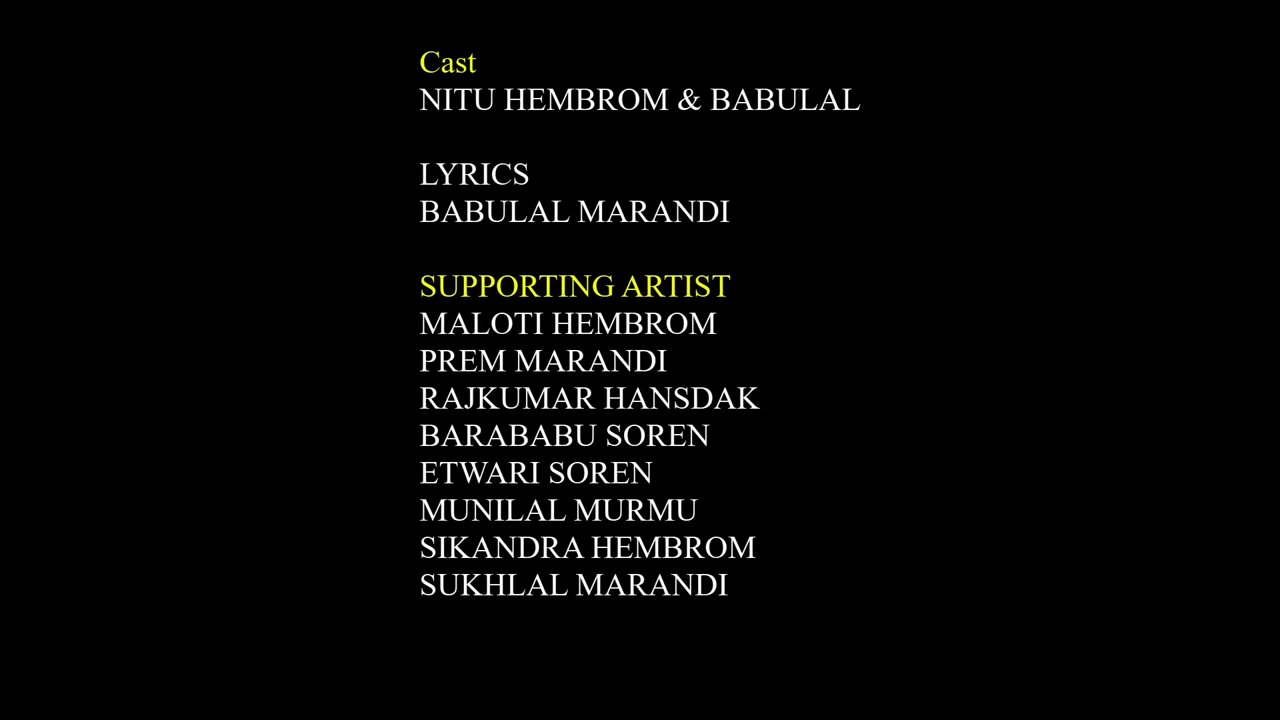 Cast
NITU HEMBROM & BABULAL
LYRICS
BABULAL MARANDI
SUPPORTING ARTIST
MALOTI HEMBROM
PREM MARANDI
RAJKUMAR HANSDAK
BARABABU SOREN
ETWARI SOREN
MUNILAL MURMU
SIKANDRA HEMBROM
SUKHLAL MARANDI